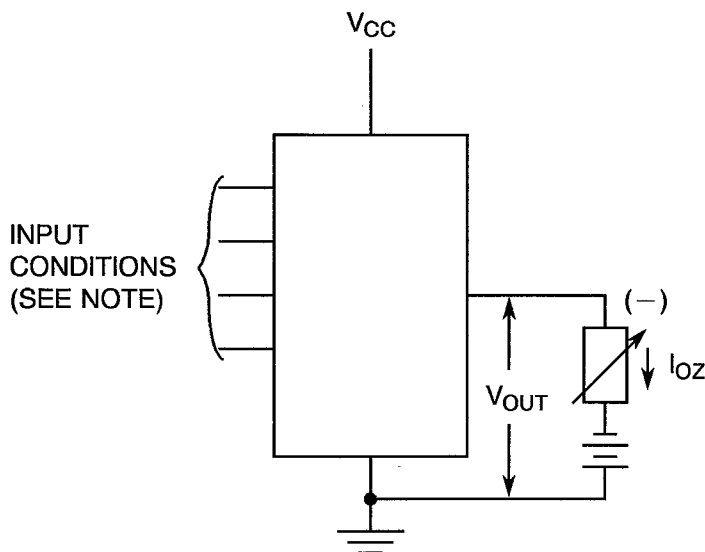 VCC
INPUT
CONDITIONS
(SEE NOTE)
(−)
IOZ
VOUT